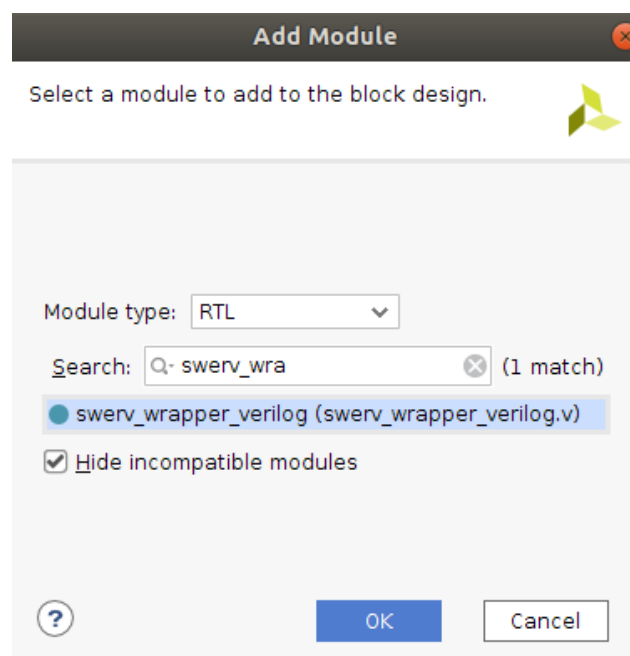 Add Module
Select a module to add to the block design.
Module type: RTL
Search: swerv_wra (1 match)
swerv_wrapper_verilog (swerv_wrapper_verilog.v)
Hide incompatible modules
? OK Cancel